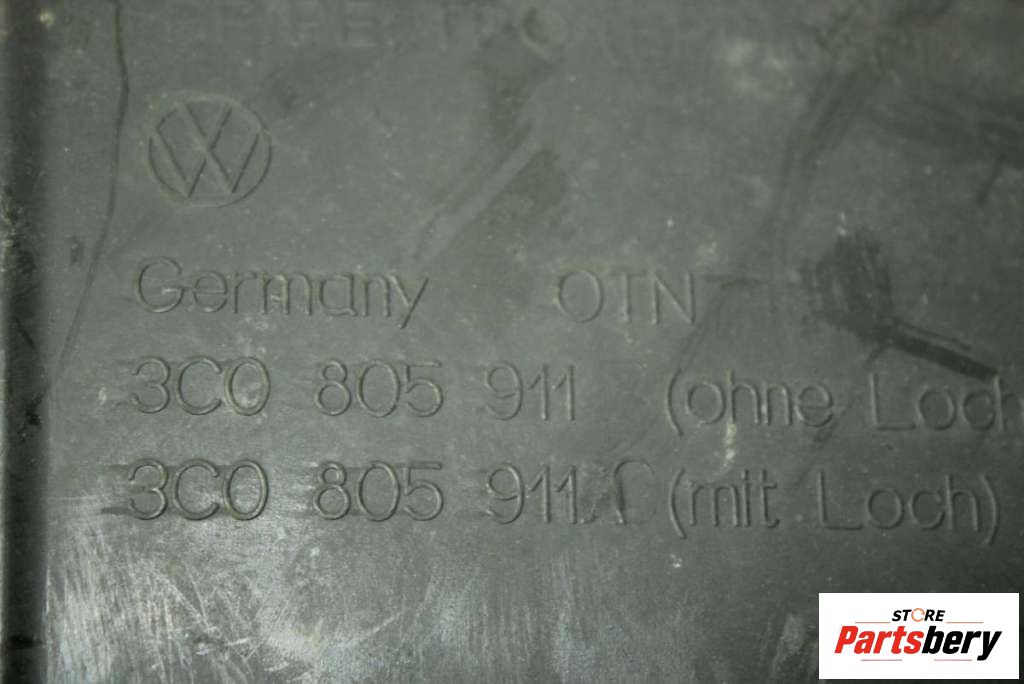 Germany OTN
3C0 805 911 (ohne Loch
3C0 805 911 (mit Loch)
STORE
Partsbery